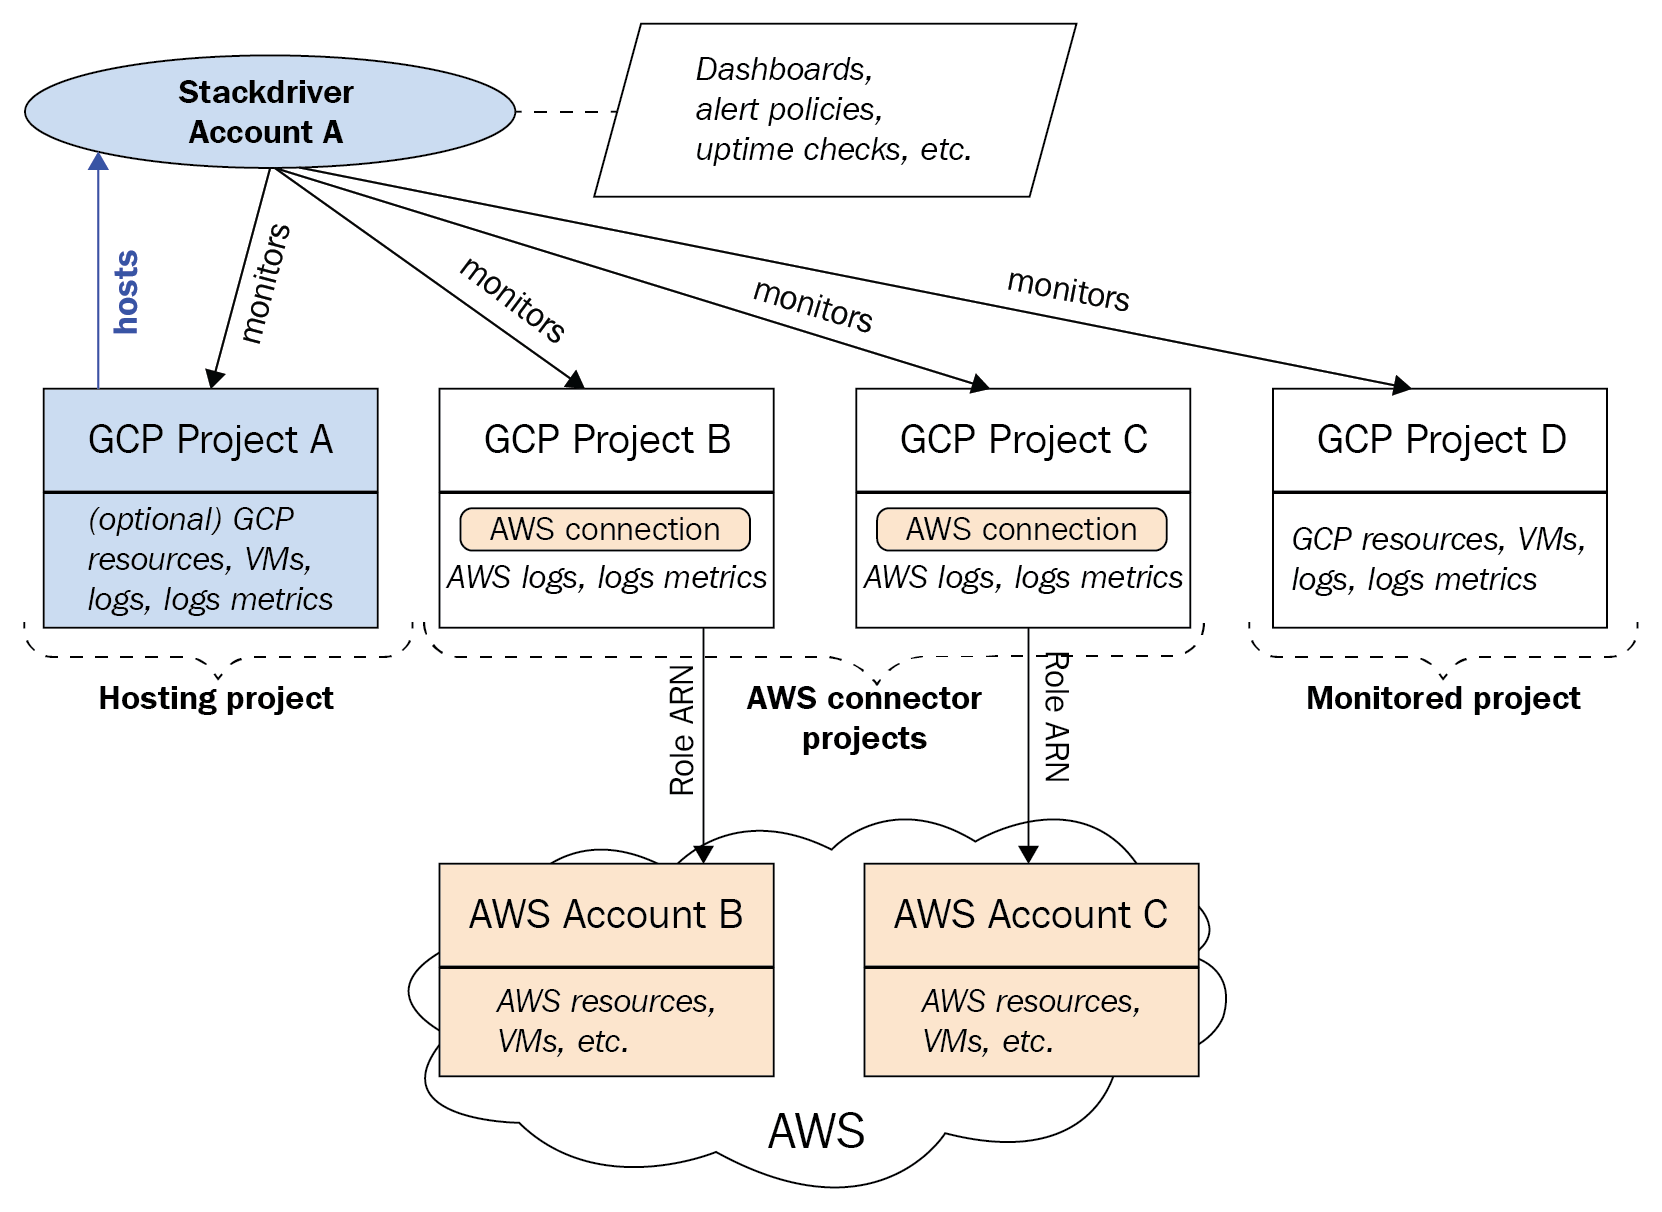 Stackdriver
Account A
Dashboards,
alert policies,
uptime checks, etc.
hosts
monitors
monitors
monitors
monitors
GCP Project A
(optional) GCP
resources, VMs,
logs, logs metrics
GCP Project B
AWS connection
AWS logs, logs metrics
GCP Project C
AWS connection
AWS logs, logs metrics
GCP Project D
GCP resources, VMs,
logs, logs metrics
Hosting project
AWS connector
projects
Monitored project
Role ARN
Role ARN
AWS Account B
AWS resources,
VMs, etc.
AWS Account C
AWS resources,
VMs, etc.
AWS